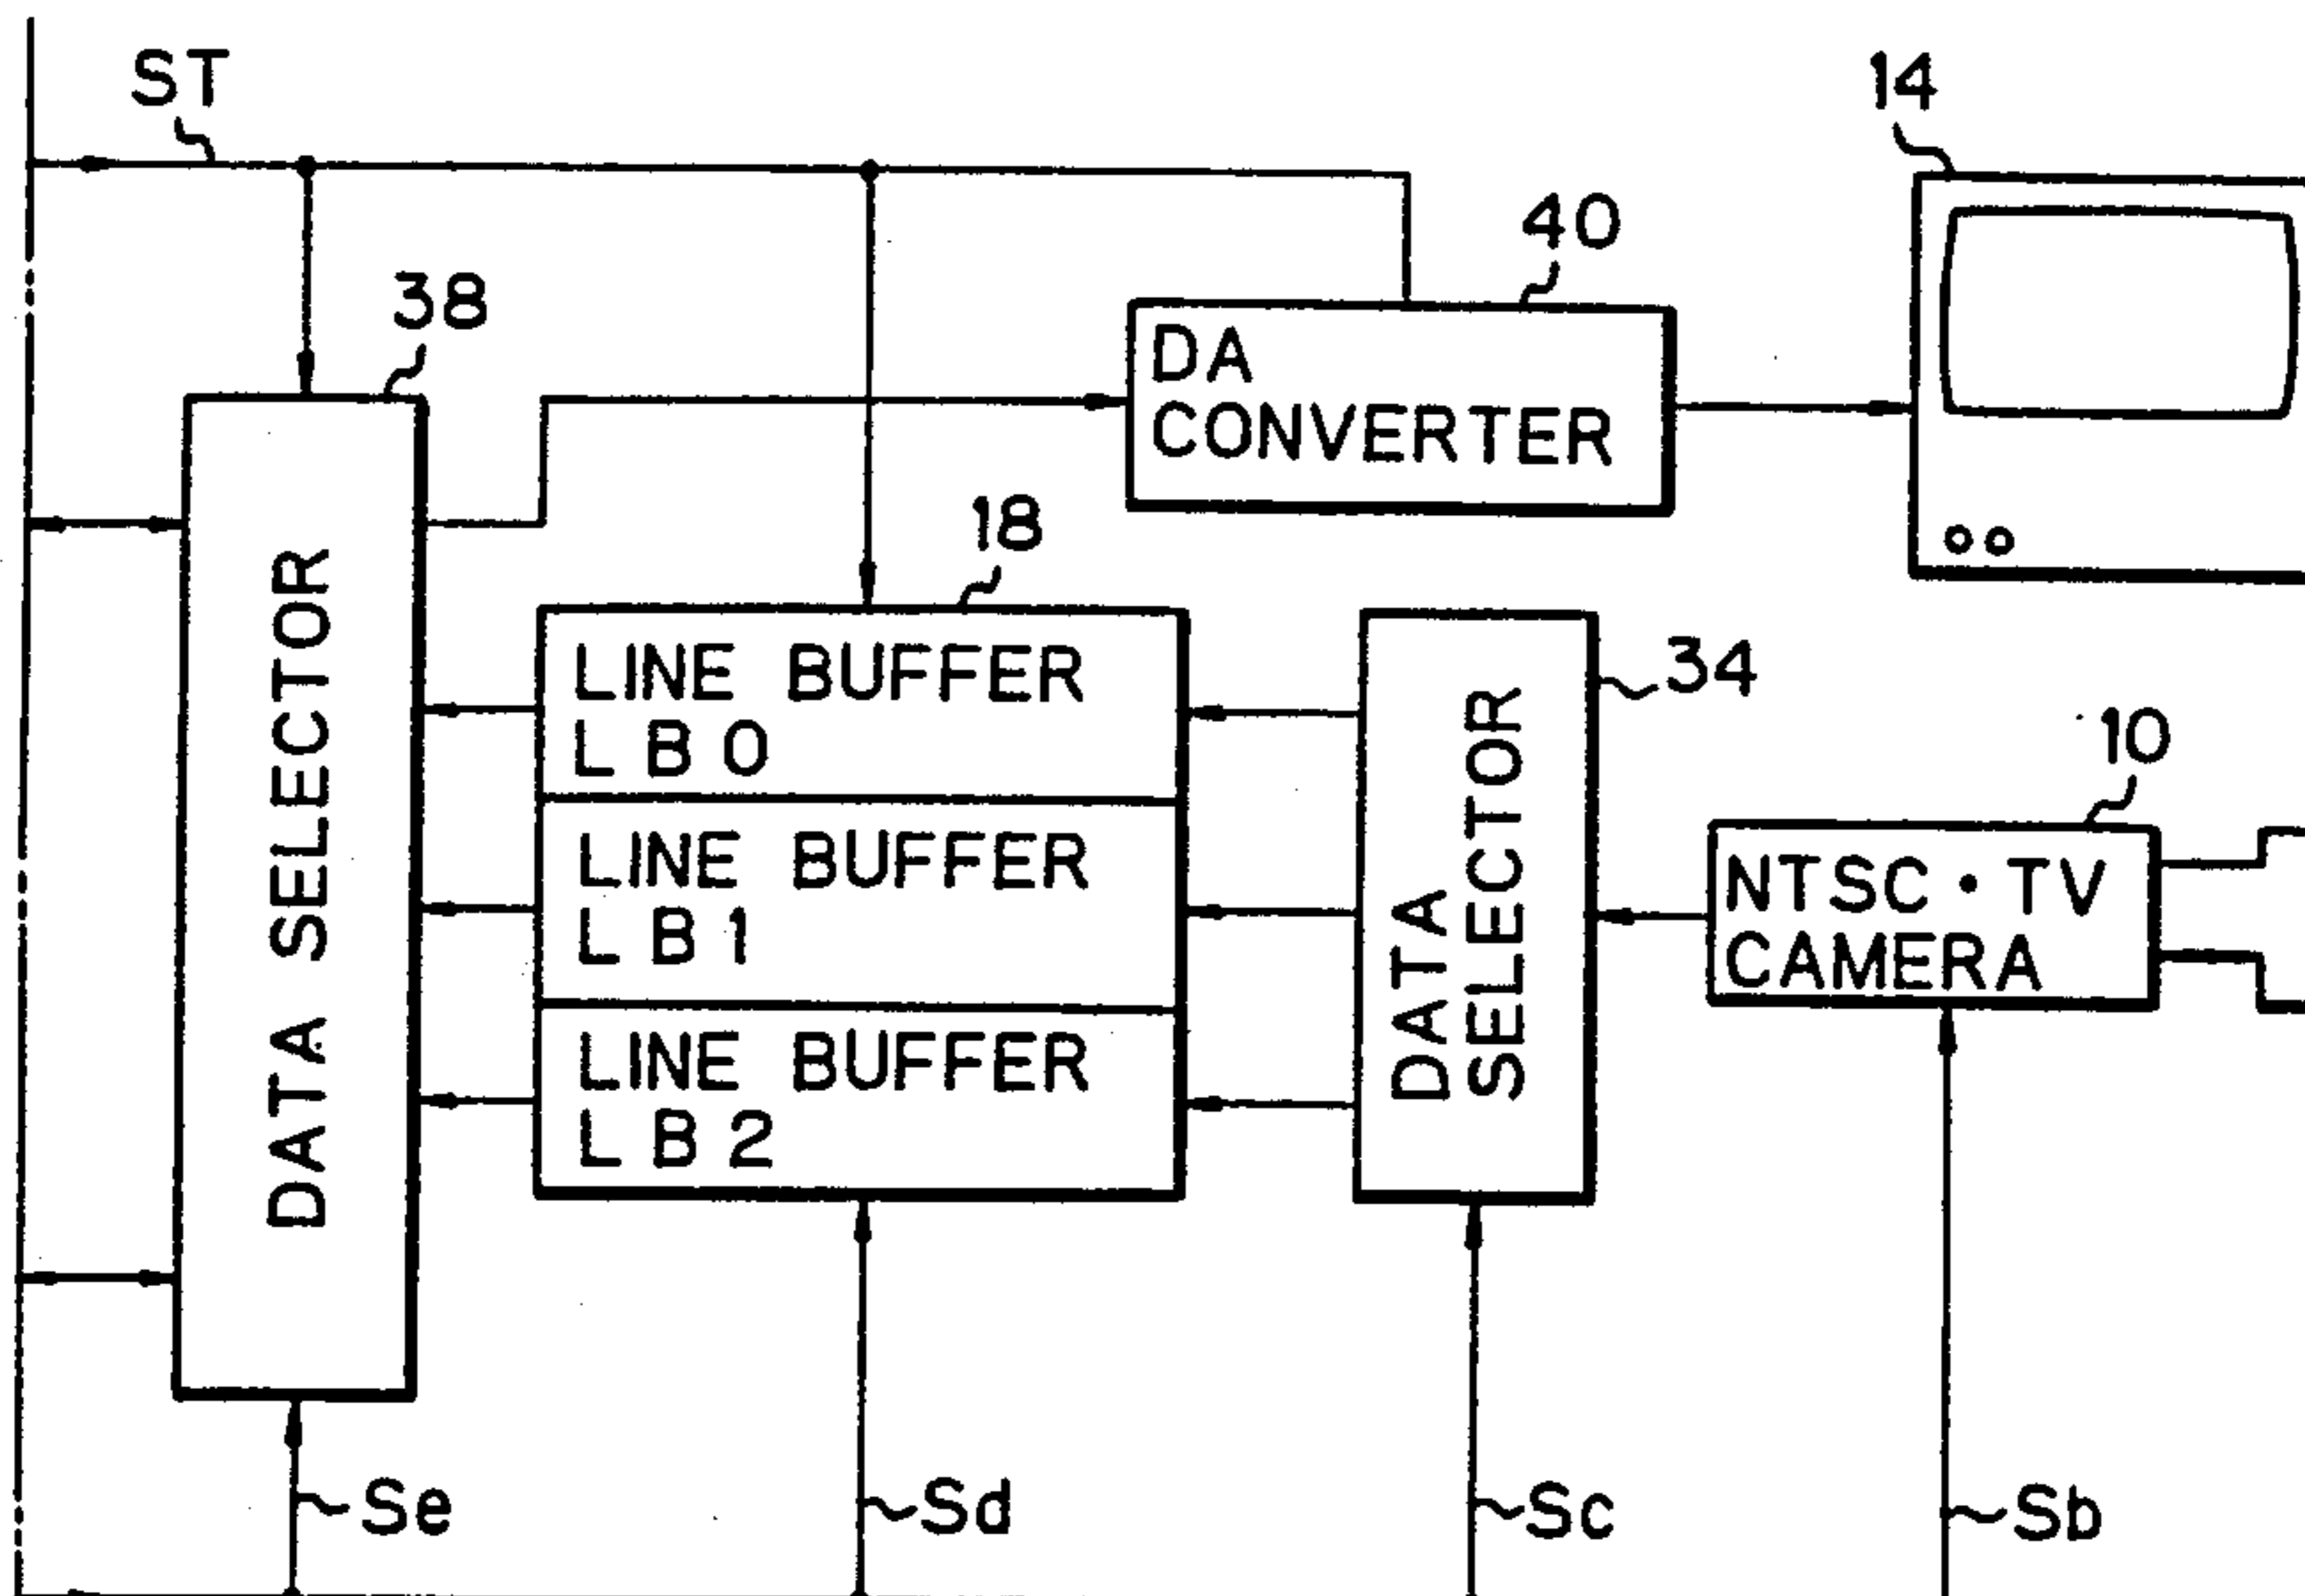 ST
14
40
38
DA
CONVERTER
18
DATA SELECTOR
LINE BUFFER
LB0
LINE BUFFER
LB1
LINE BUFFER
LB2
34
DATA
SELECTOR
10
NTSC・TV
CAMERA
Se
Sd
Sc
Sb